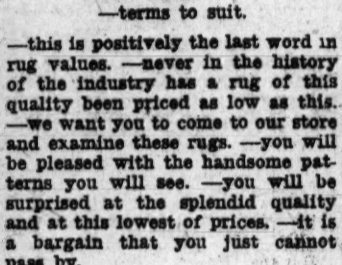 —terms to suit.
—this is positively the last word in
rug values. —never in the history
of the industry has a rug of this
quality been priced as low as this.
—we want you to come to our store
and examine these rugs. —you will
be pleased with the handsome pat-
terns you will see. —you will be
surprised at the splendid quality
and at this lowest of prices. —it is
a bargain that you just cannot
pass by.